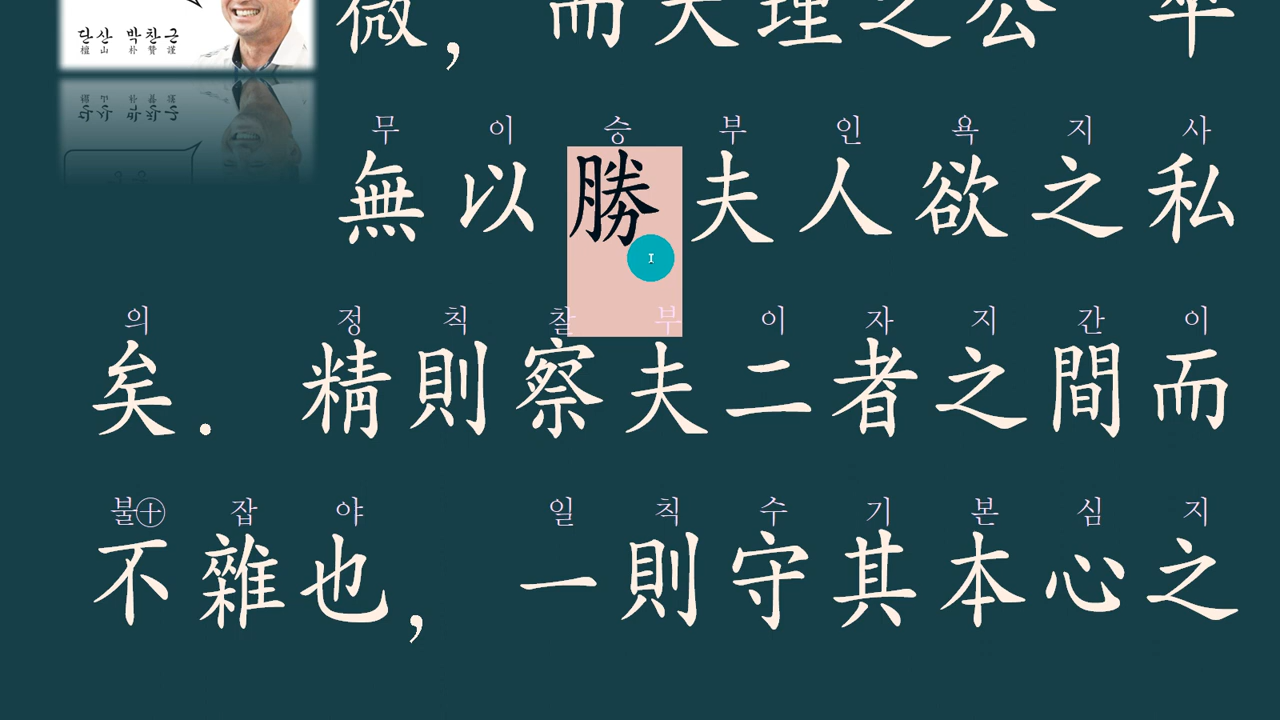 단산 박찬근
檀山 朴贊謹
微, 而天理之公 卒
무 이 승 부 인 욕 지 사
無以勝夫人欲之私
의 정 칙 찰 부 이 자 지 간 이
矣. 精則察夫二者之間而
불㊉ 잡 야 일 칙 수 기 본 심 지
不雜也, 一則守其本心之